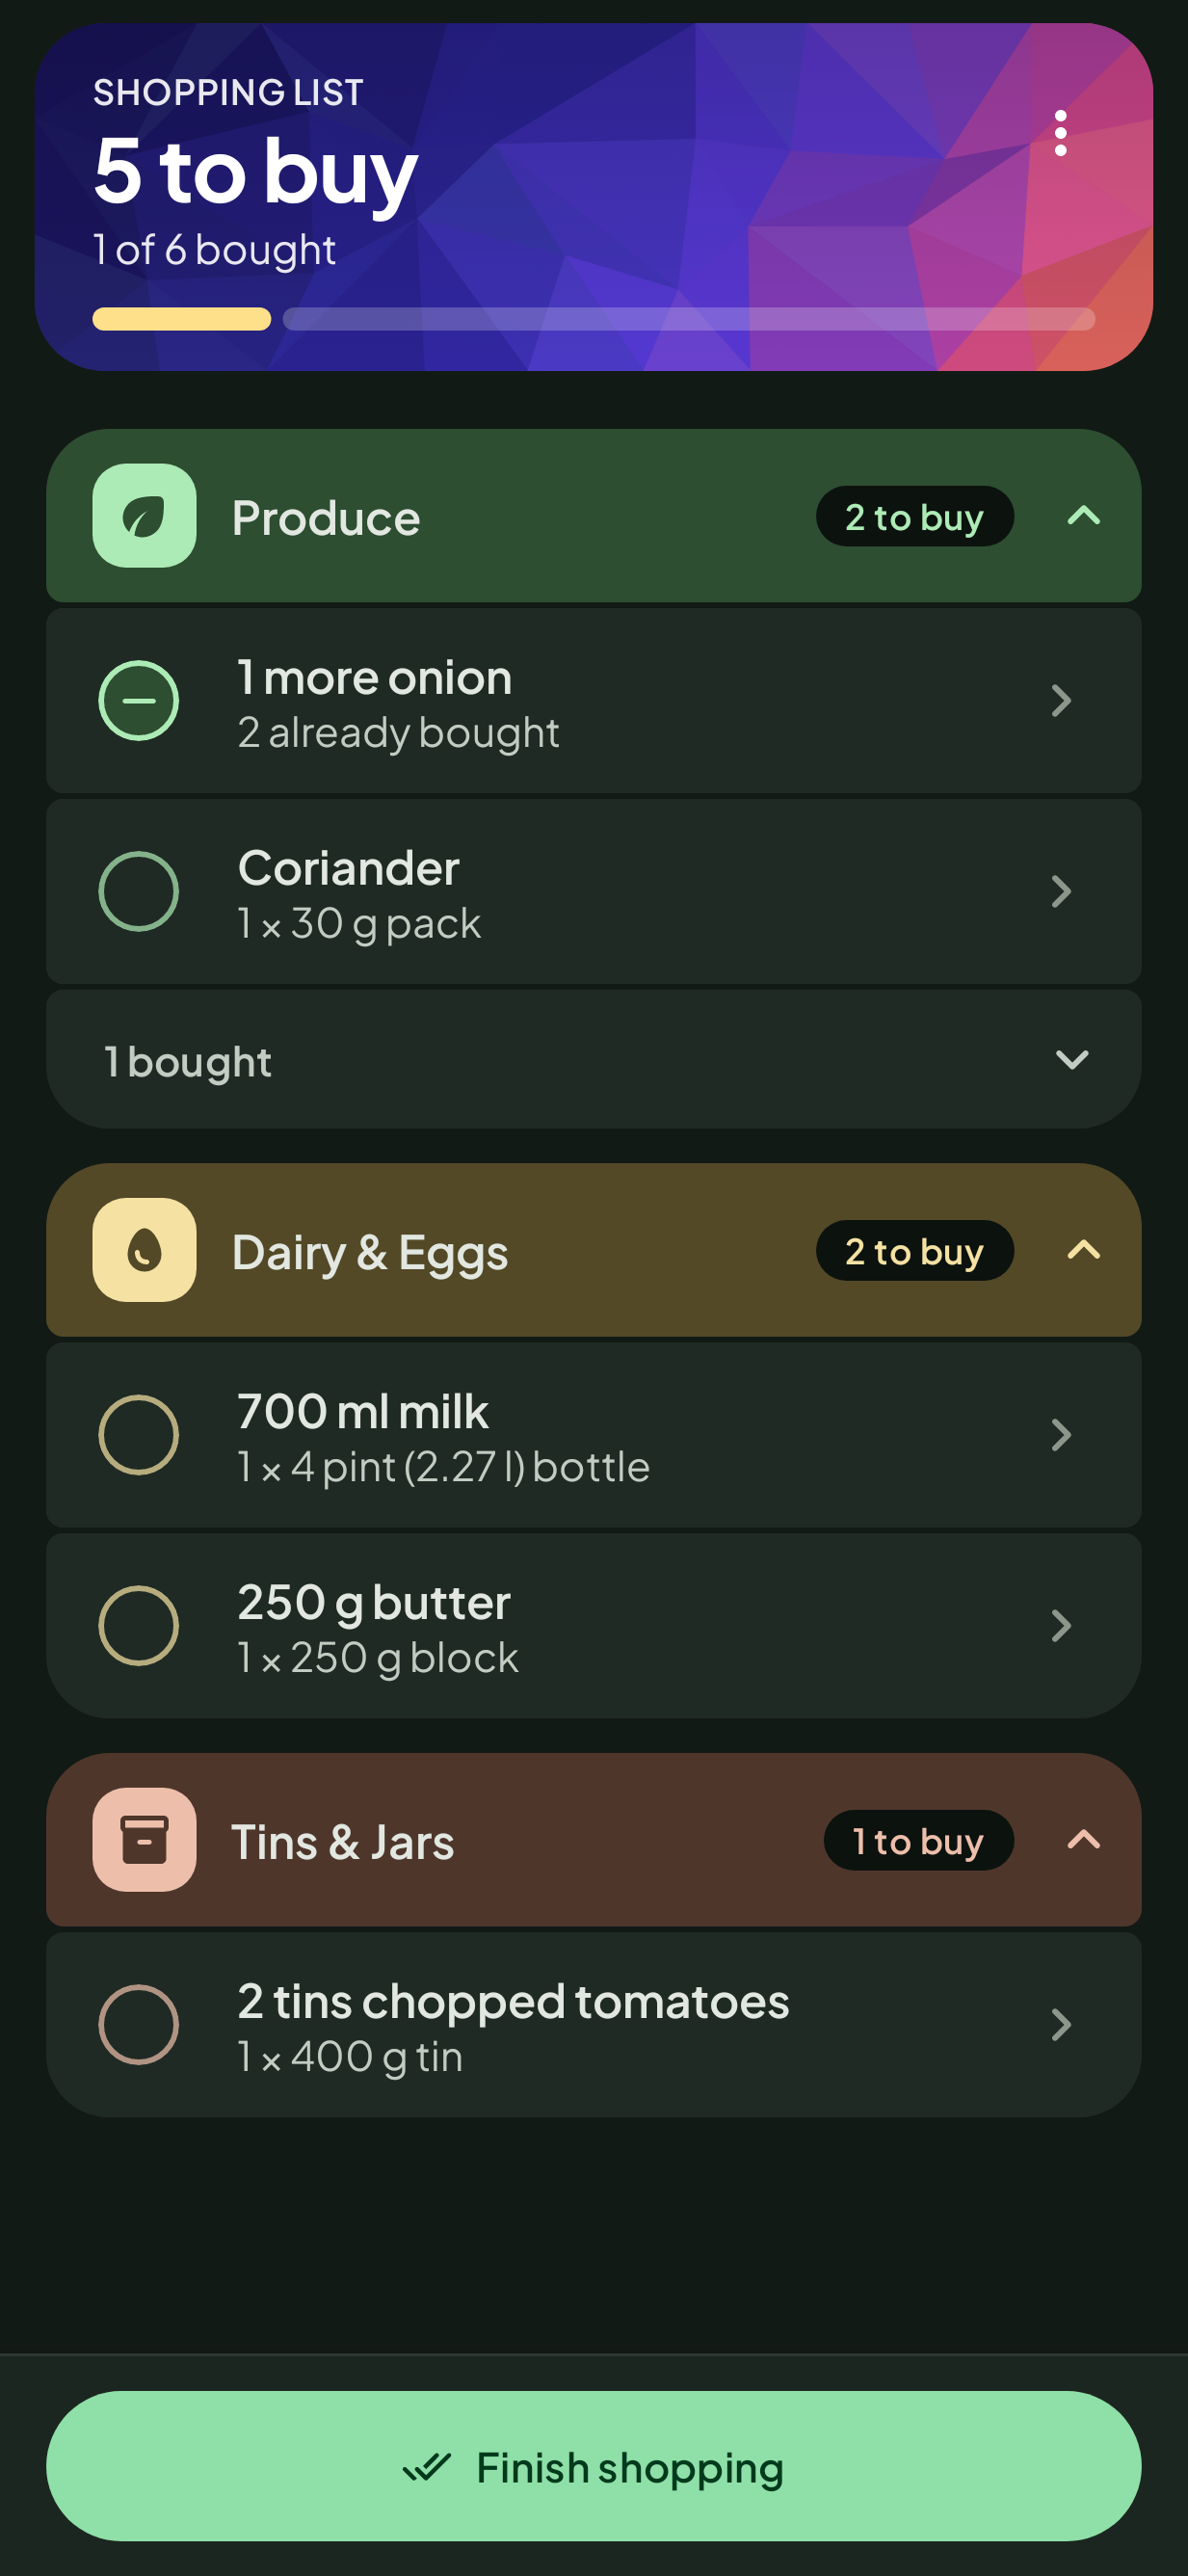 SHOPPING LIST
5 to buy
1 of 6 bought
Produce
2 to buy
1 more onion
2 already bought
Coriander
1 × 30 g pack
1 bought
Dairy & Eggs
2 to buy
700 ml milk
1 × 4 pint (2.27 l) bottle
250 g butter
1 × 250 g block
Tins & Jars
1 to buy
2 tins chopped tomatoes
1 × 400 g tin
Finish shopping